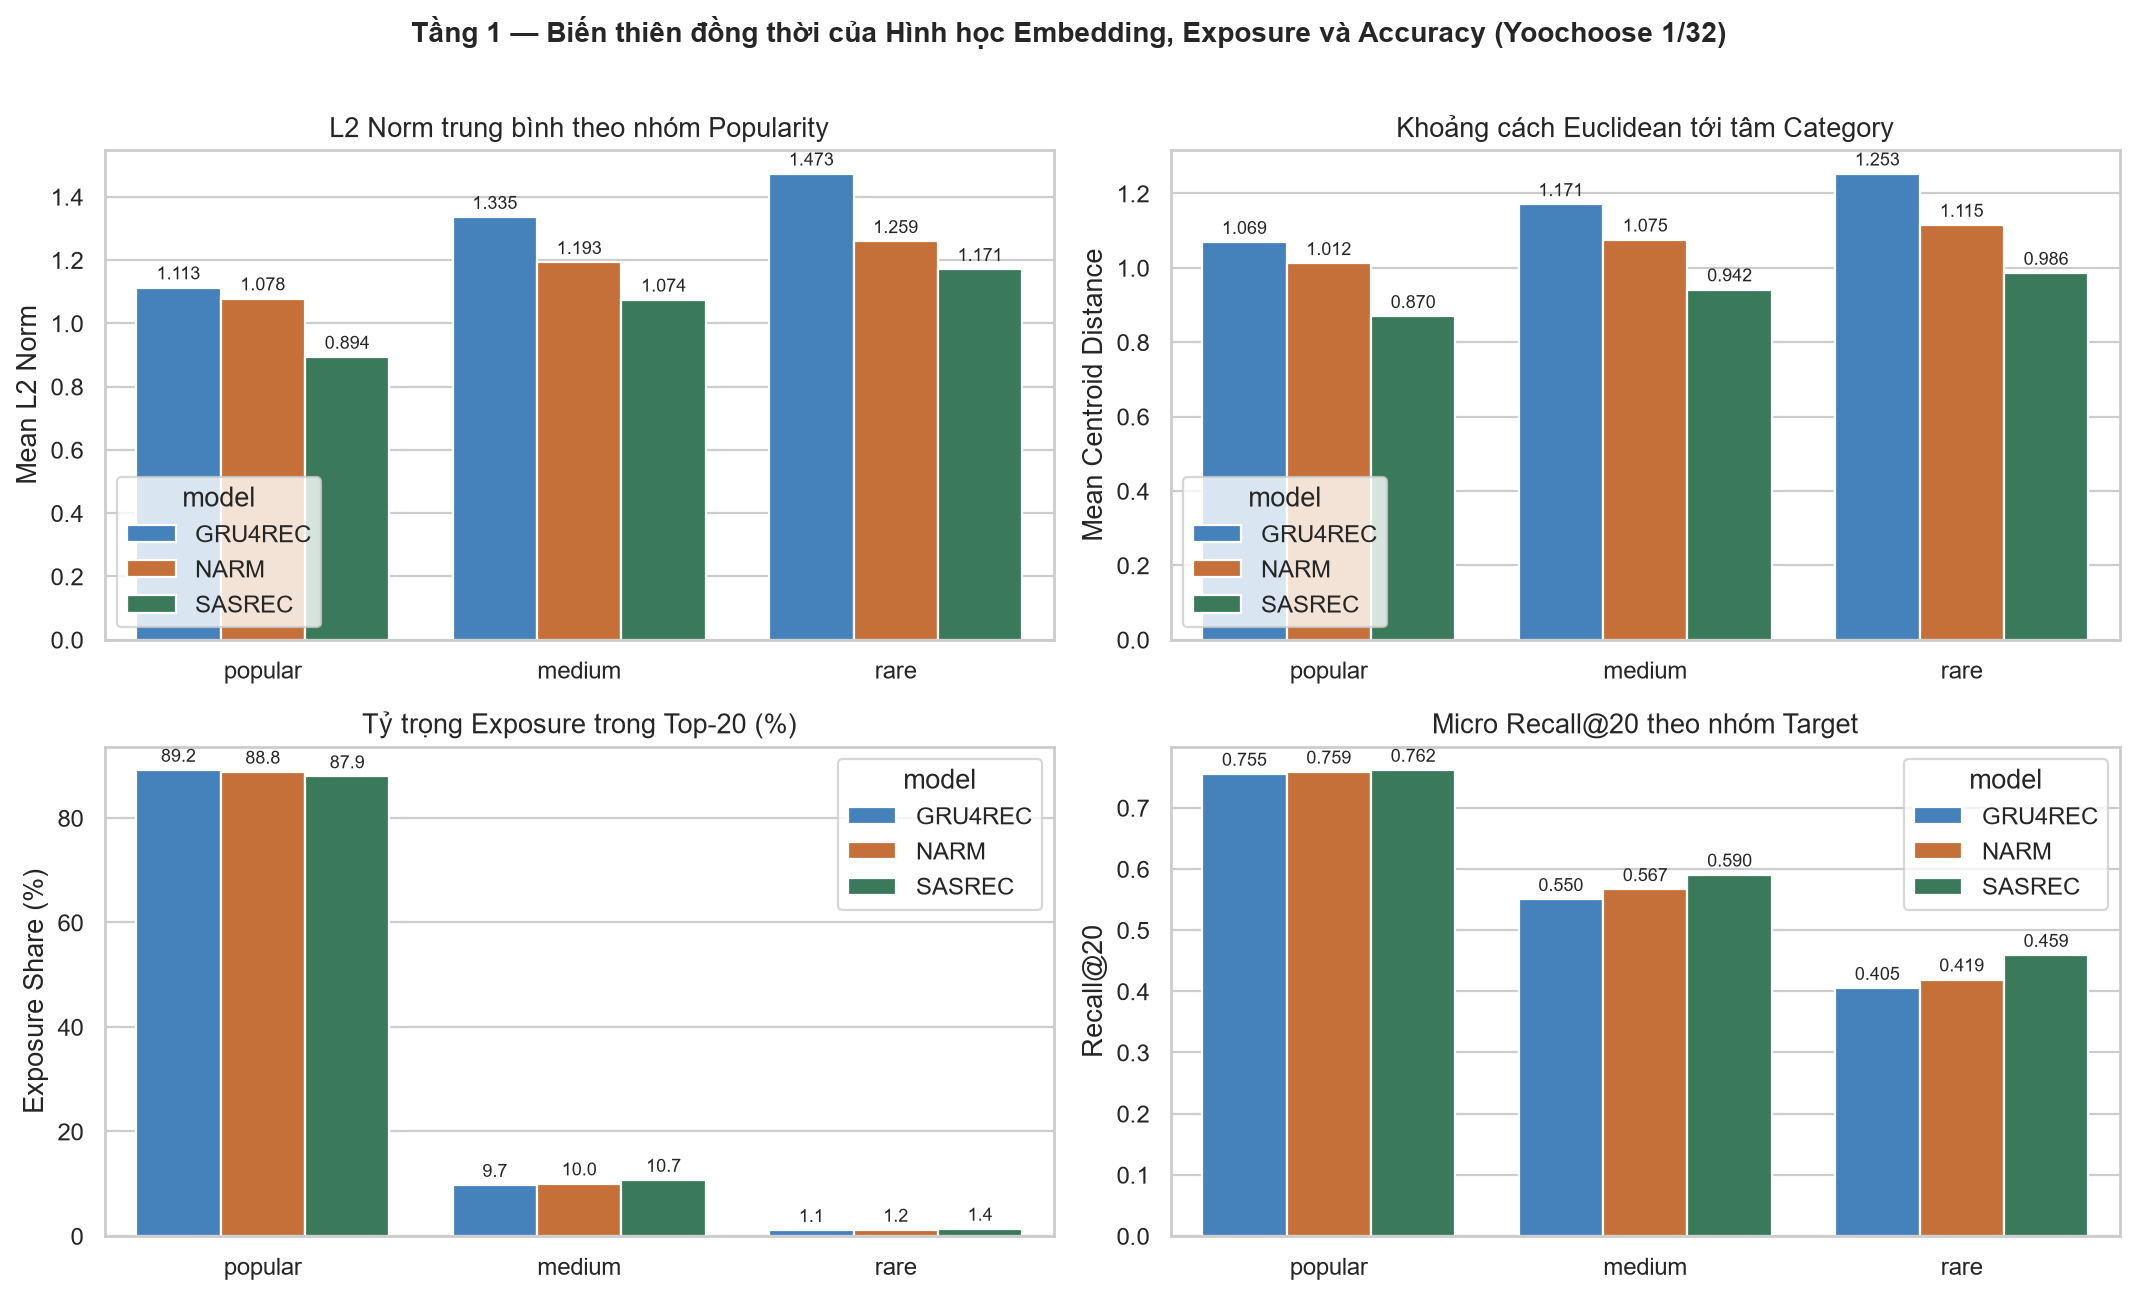 Tầng 1 — Biến thiên đồng thời của Hình học Embedding, Exposure và Accuracy (Yoochoose 1/32)
L2 Norm trung bình theo nhóm Popularity
Mean L2 Norm
1.4
1.2
1.0
0.8
0.6
0.4
0.2
0.0
1.113
1.078
0.894
1.335
1.193
1.074
1.473
1.259
1.171
model
GRU4REC
NARM
SASREC
popular
medium
rare
Khoảng cách Euclidean tới tâm Category
Mean Centroid Distance
1.2
1.0
0.8
0.6
0.4
0.2
0.0
1.069
1.012
0.870
1.171
1.075
0.942
1.253
1.115
0.986
model
GRU4REC
NARM
SASREC
popular
medium
rare
Tỷ trọng Exposure trong Top-20 (%)
Exposure Share (%)
80
60
40
20
0
89.2
88.8
87.9
9.7
10.0
10.7
1.1
1.2
1.4
model
GRU4REC
NARM
SASREC
popular
medium
rare
Micro Recall@20 theo nhóm Target
Recall@20
0.7
0.6
0.5
0.4
0.3
0.2
0.1
0.0
0.755
0.759
0.762
0.550
0.567
0.590
0.405
0.419
0.459
model
GRU4REC
NARM
SASREC
popular
medium
rare